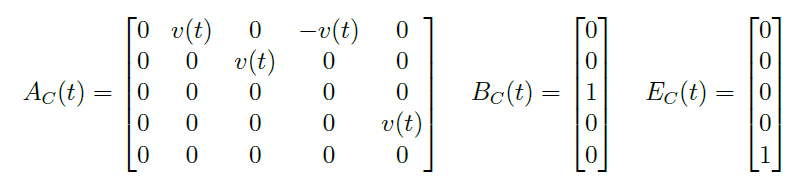 0 v(t) 0 −v(t) 0 0 0
0 0 v(t) 0 0 0 0
A_C(t) = 0 0 0 0 0 B_C(t) = 1 E_C(t) = 0
0 0 0 0 v(t) 0 0
0 0 0 0 0 0 1